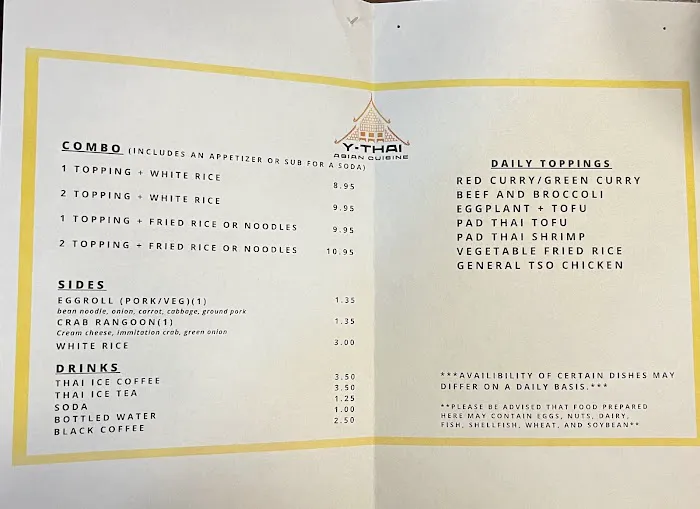 Y-THAI
ASIAN CUISINE
COMBO (INCLUDES AN APPETIZER OR SUB FOR A SODA)
1 TOPPING + WHITE RICE 8.95
2 TOPPING + WHITE RICE 9.95
1 TOPPING + FRIED RICE OR NOODLES 9.95
2 TOPPING + FRIED RICE OR NOODLES 10.95
SIDES
EGGROLL (PORK/VEG)(1) 1.35
bean noodle, onion, carrot, cabbage, ground pork
CRAB RANGOON(1) 1.35
Cream cheese, immitation crab, green onion
WHITE RICE 3.00
DRINKS
THAI ICE COFFEE 3.50
THAI ICE TEA 3.50
SODA 1.25
BOTTLED WATER 1.00
BLACK COFFEE 2.50
DAILY TOPPINGS
RED CURRY/GREEN CURRY
BEEF AND BROCCOLI
EGGPLANT + TOFU
PAD THAI TOFU
PAD THAI SHRIMP
VEGETABLE FRIED RICE
GENERAL TSO CHICKEN
***AVAILIBILITY OF CERTAIN DISHES MAY
DIFFER ON A DAILY BASIS.***
**PLEASE BE ADVISED THAT FOOD PREPARED
HERE MAY CONTAIN EGGS, NUTS, DAIRY,
FISH, SHELLFISH, WHEAT, AND SOYBEAN**